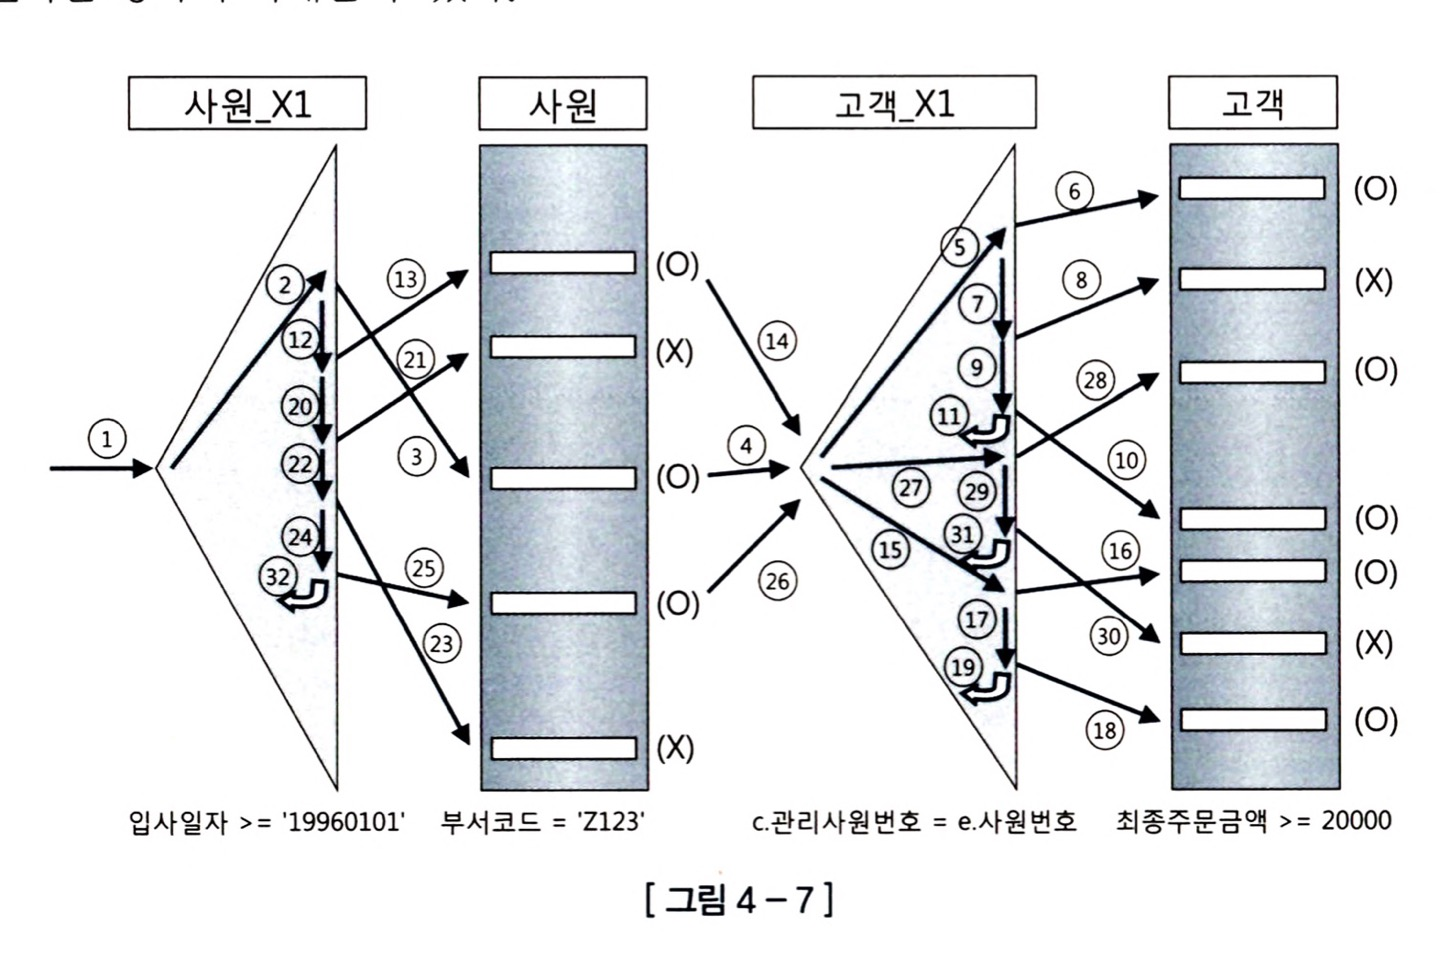 사원_X1 사원 고객_X1 고객
6 (O)
5
2 13 (O) 7 8 (X)
12 14
21 (X) 9 28 (O)
20 11
1 4
22 3 (O) 27 29 10
24 31 (O)
32 25 15 16 (O)
26
(O) 17
23 30 (X)
19
18 (O)
(X)
입사일자 >= '19960101' 부서코드 = 'Z123' c.관리사원번호 = e.사원번호 최종주문금액 >= 20000
[ 그림 4 – 7 ]